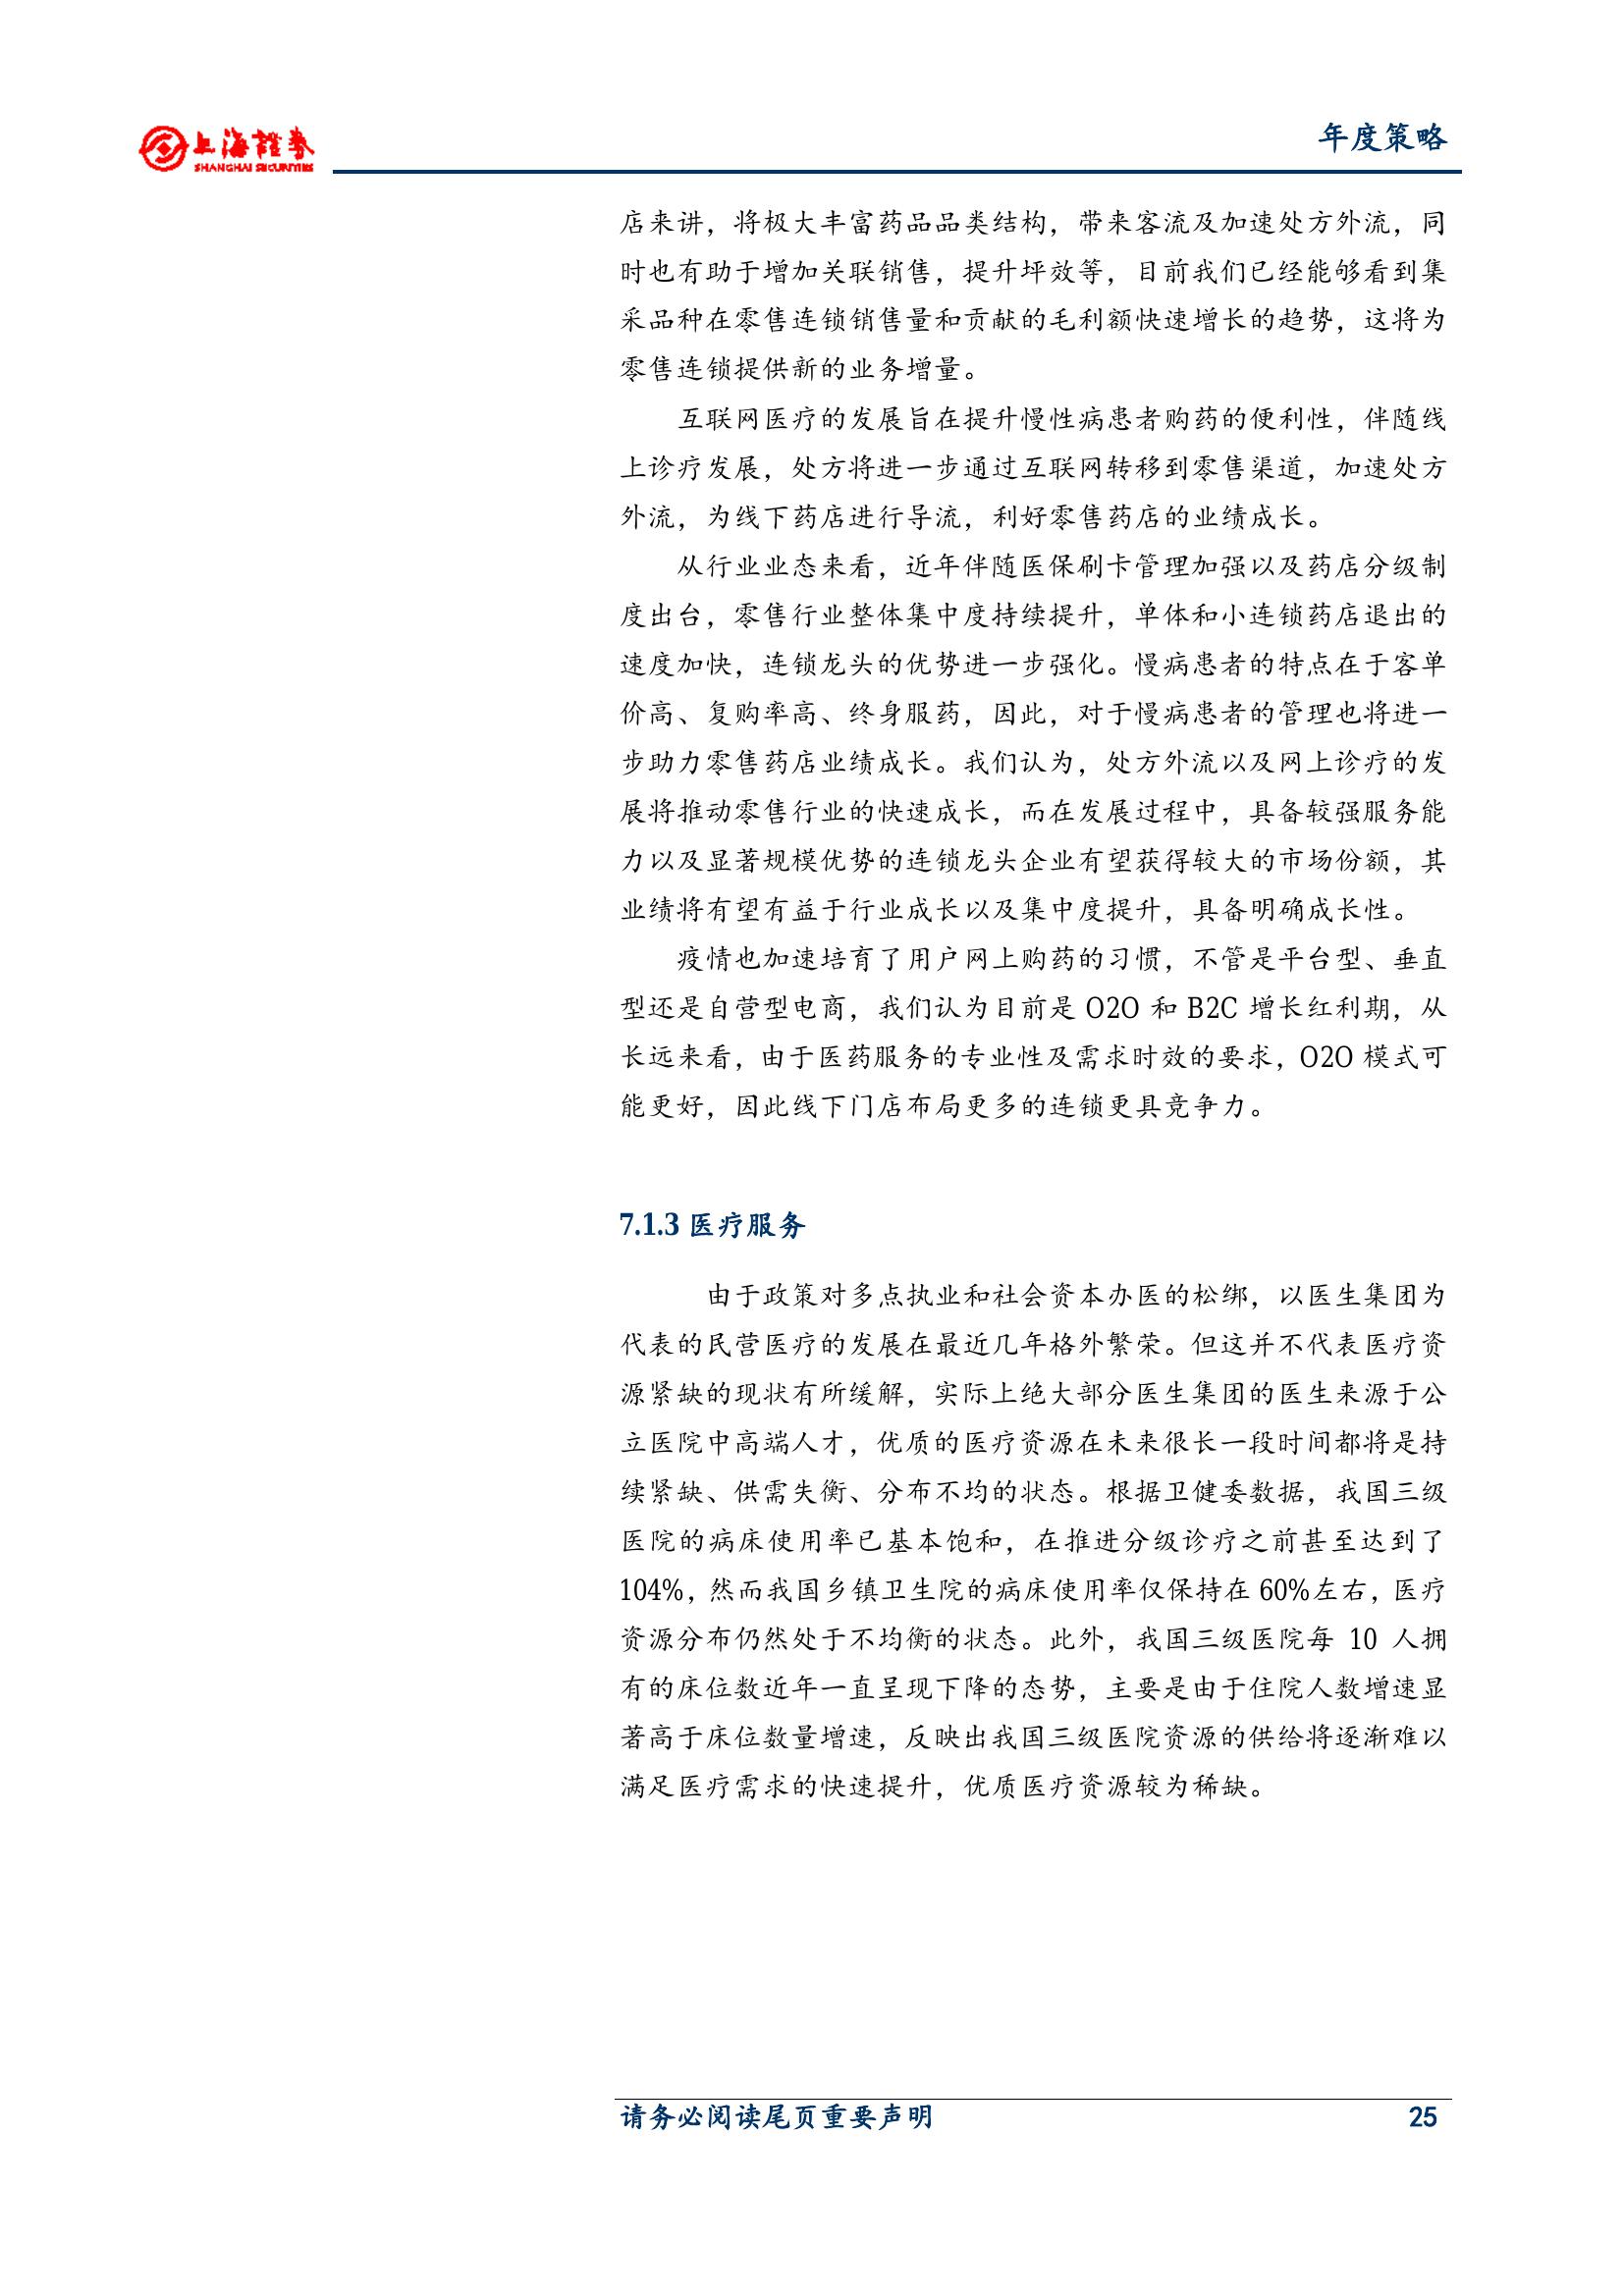 上海證券
SHANGHAI SECURITIES
年度策略
店来讲，将极大丰富药品品类结构，带来客流及加速处方外流，同
时也有助于增加关联销售，提升坪效等，目前我们已经能够看到集
采品种在零售连锁销售量和贡献的毛利额快速增长的趋势，这将为
零售连锁提供新的业务增量。
互联网医疗的发展旨在提升慢性病患者购药的便利性，伴随线
上诊疗发展，处方将进一步通过互联网转移到零售渠道，加速处方
外流，为线下药店进行导流，利好零售药店的业绩成长。
从行业业态来看，近年伴随医保刷卡管理加强以及药店分级制
度出台，零售行业整体集中度持续提升，单体和小连锁药店退出的
速度加快，连锁龙头的优势进一步强化。慢病患者的特点在于客单
价高、复购率高、终身服药，因此，对于慢病患者的管理也将进一
步助力零售药店业绩成长。我们认为，处方外流以及网上诊疗的发
展将推动零售行业的快速成长，而在发展过程中，具备较强服务能
力以及显著规模优势的连锁龙头企业有望获得较大的市场份额，其
业绩将有望有益于行业成长以及集中度提升，具备明确成长性。
疫情也加速培育了用户网上购药的习惯，不管是平台型、垂直
型还是自营型电商，我们认为目前是 O2O 和 B2C 增长红利期，从
长远来看，由于医药服务的专业性及需求时效的要求，O2O 模式可
能更好，因此线下门店布局更多的连锁更具竞争力。
7.1.3 医疗服务
由于政策对多点执业和社会资本办医的松绑，以医生集团为
代表的民营医疗的发展在最近几年格外繁荣。但这并不代表医疗资
源紧缺的现状有所缓解，实际上绝大部分医生集团的医生来源于公
立医院中高端人才，优质的医疗资源在未来很长一段时间都将是持
续紧缺、供需失衡、分布不均的状态。根据卫健委数据，我国三级
医院的病床使用率已基本饱和，在推进分级诊疗之前甚至达到了
104%，然而我国乡镇卫生院的病床使用率仅保持在 60%左右，医疗
资源分布仍然处于不均衡的状态。此外，我国三级医院每 10 人拥
有的床位数近年一直呈现下降的态势，主要是由于住院人数增速显
著高于床位数量增速，反映出我国三级医院资源的供给将逐渐难以
满足医疗需求的快速提升，优质医疗资源较为稀缺。
请务必阅读尾页重要声明
25